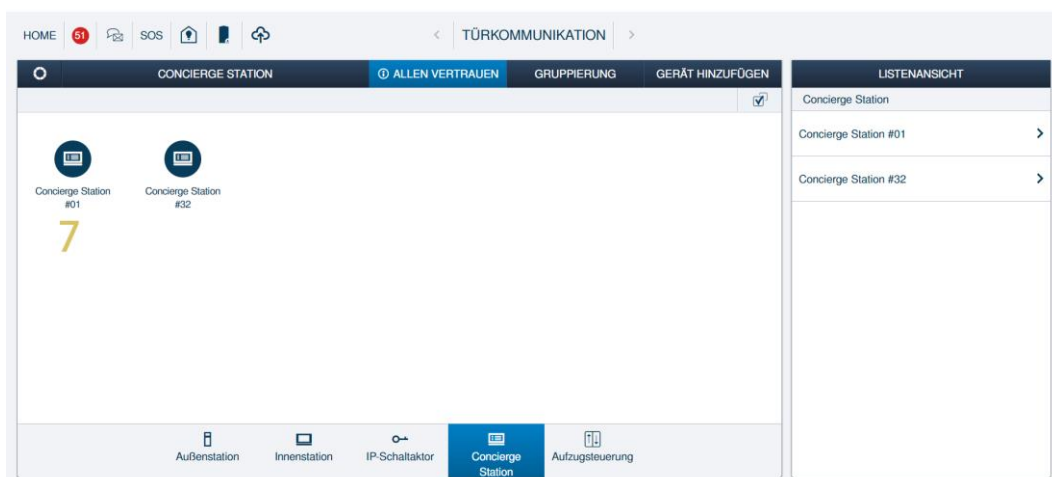 HOME 51 SOS < TÜRKOMMUNIKATION >
CONCIERGE STATION ALLEN VERTRAUEN GRUPPIERUNG GERÄT HINZUFÜGEN
LISTENANSICHT
Concierge Station
Concierge Station #01
Concierge Station #32
Concierge Station
#01
Concierge Station
#32
7
Außenstation
Innenstation
IP-Schaltaktor
Concierge
Station
Aufzugsteuerung